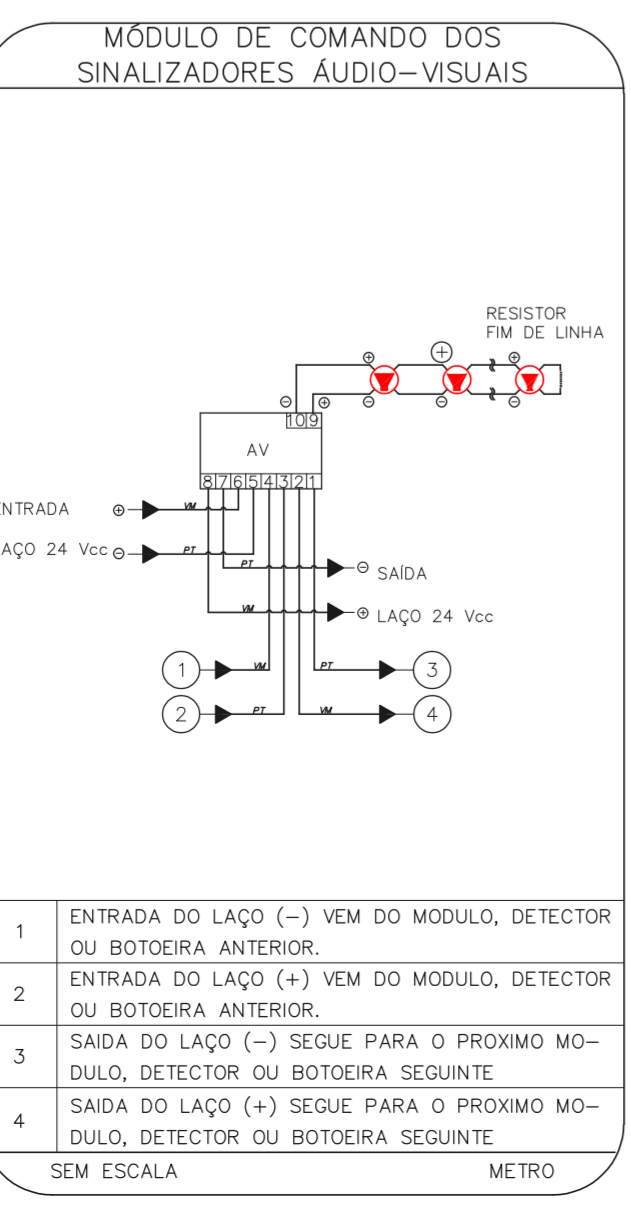 MÓDULO DE COMANDO DOS
SINALIZADORES ÁUDIO–VISUAIS
RESISTOR
FIM DE LINHA
⊕ ⊕ ⊕
⊖ ⊕ ⊖ ⊖ ⊖
10 9
AV
8 7 6 5 4 3 2 1
NTRADA ⊕ VM
AÇO 24 Vcc ⊖ PT
PT ⊖ SAÍDA
VM ⊕ LAÇO 24 Vcc
1 VM PT 3
2 PT VM 4
1 ENTRADA DO LAÇO (–) VEM DO MODULO, DETECTOR
OU BOTOEIRA ANTERIOR.
2 ENTRADA DO LAÇO (+) VEM DO MODULO, DETECTOR
OU BOTOEIRA ANTERIOR.
3 SAIDA DO LAÇO (–) SEGUE PARA O PROXIMO MO–
DULO, DETECTOR OU BOTOEIRA SEGUINTE
4 SAIDA DO LAÇO (+) SEGUE PARA O PROXIMO MO–
DULO, DETECTOR OU BOTOEIRA SEGUINTE
SEM ESCALA METRO